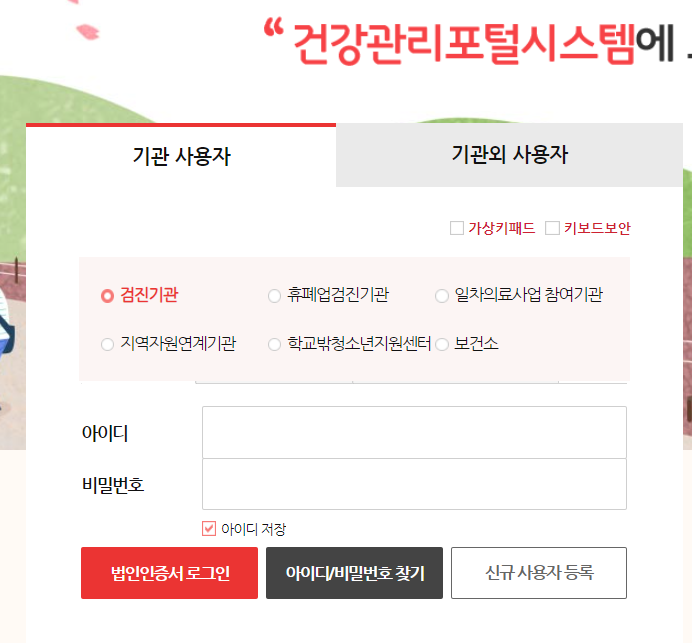 “ 건강관리포털시스템에
기관 사용자
기관외 사용자
가상키패드 키보드보안
검진기관 휴폐업검진기관 일차의료사업 참여기관
지역자원연계기관 학교밖청소년지원센터 보건소
아이디
비밀번호
아이디 저장
법인인증서 로그인 아이디/비밀번호 찾기 신규 사용자 등록